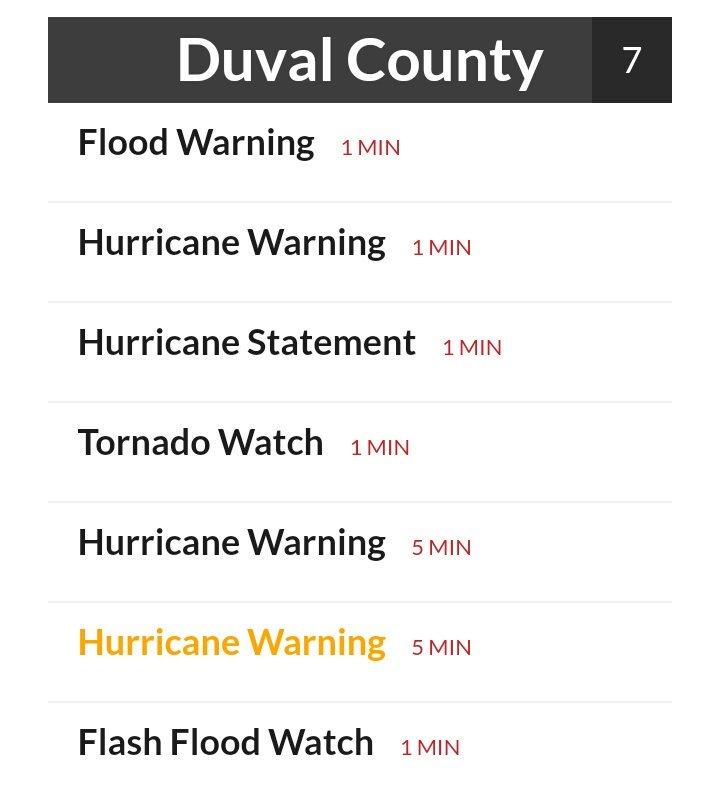 Duval County 7
Flood Warning 1 MIN
Hurricane Warning 1 MIN
Hurricane Statement 1 MIN
Tornado Watch 1 MIN
Hurricane Warning 5 MIN
Hurricane Warning 5 MIN
Flash Flood Watch 1 MIN